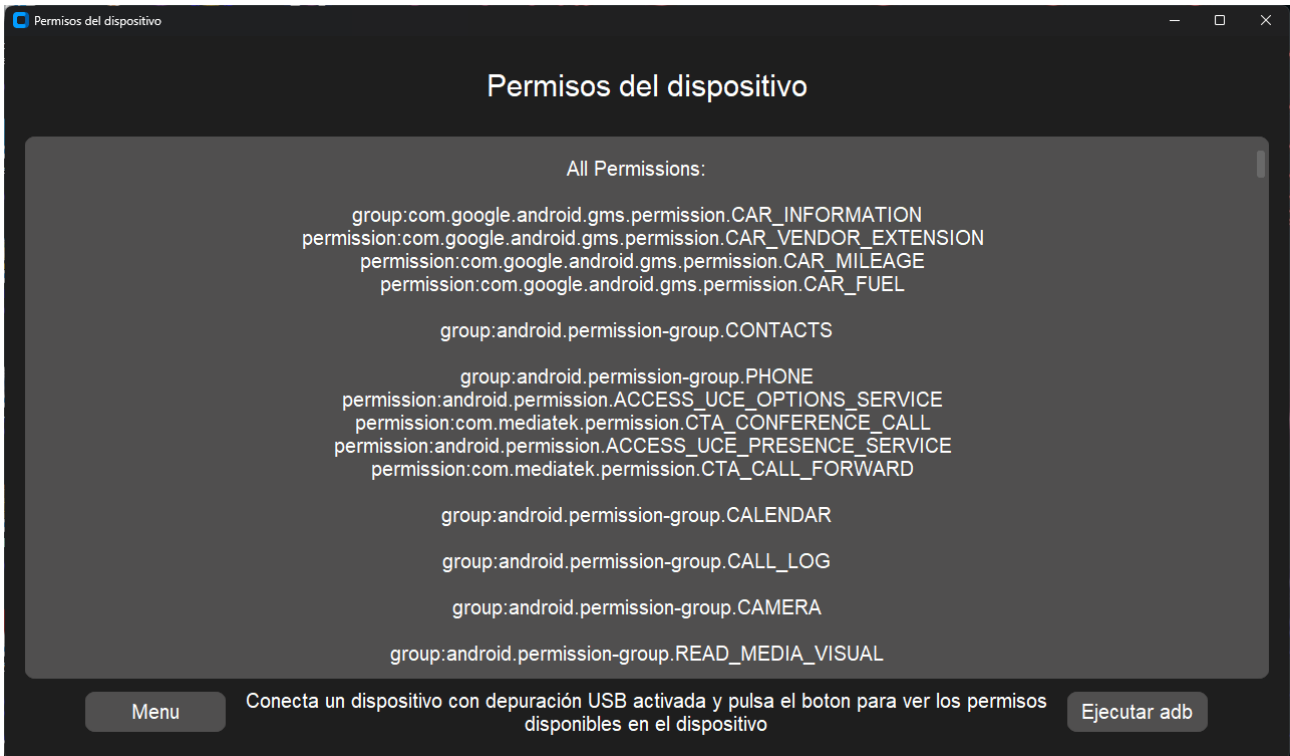 Permisos del dispositivo
Permisos del dispositivo
All Permissions:
group:com.google.android.gms.permission.CAR_INFORMATION
permission:com.google.android.gms.permission.CAR_VENDOR_EXTENSION
permission:com.google.android.gms.permission.CAR_MILEAGE
permission:com.google.android.gms.permission.CAR_FUEL
group:android.permission-group.CONTACTS
group:android.permission-group.PHONE
permission:android.permission.ACCESS_UCE_OPTIONS_SERVICE
permission:com.mediatek.permission.CTA_CONFERENCE_CALL
permission:android.permission.ACCESS_UCE_PRESENCE_SERVICE
permission:com.mediatek.permission.CTA_CALL_FORWARD
group:android.permission-group.CALENDAR
group:android.permission-group.CALL_LOG
group:android.permission-group.CAMERA
group:android.permission-group.READ_MEDIA_VISUAL
Menu
Conecta un dispositivo con depuración USB activada y pulsa el boton para ver los permisos
disponibles en el dispositivo
Ejecutar adb